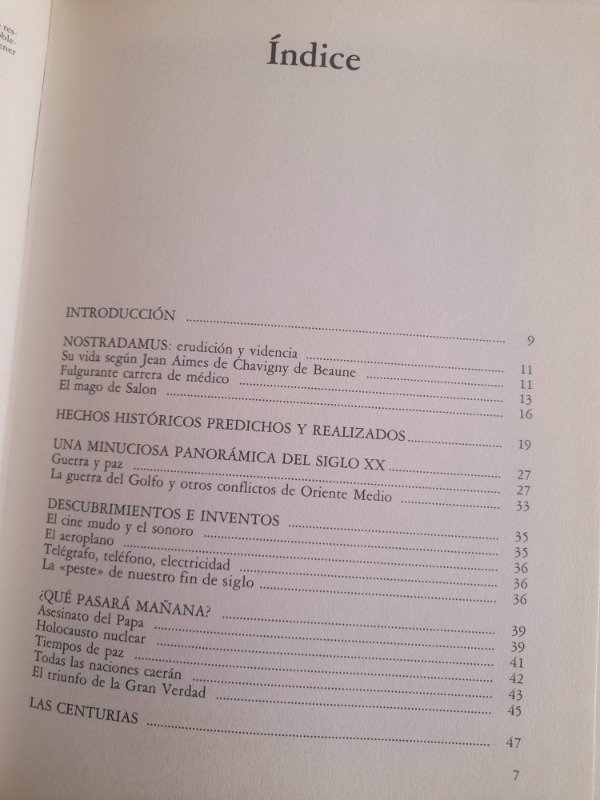 res-
ble.
ener
Índice
INTRODUCCIÓN ........ 9
NOSTRADAMUS: erudición y videncia ........ 11
Su vida según Jean Aimes de Chavigny de Beaune ........ 11
Fulgurante carrera de médico ........ 13
El mago de Salon ........ 16
HECHOS HISTÓRICOS PREDICHOS Y REALIZADOS ........ 19
UNA MINUCIOSA PANORÁMICA DEL SIGLO XX ........ 27
Guerra y paz ........ 27
La guerra del Golfo y otros conflictos de Oriente Medio ........ 33
DESCUBRIMIENTOS E INVENTOS ........ 35
El cine mudo y el sonoro ........ 35
El aeroplano ........ 36
Telégrafo, teléfono, electricidad ........ 36
La «peste» de nuestro fin de siglo ........ 36
¿QUÉ PASARÁ MAÑANA? ........ 39
Asesinato del Papa ........ 39
Holocausto nuclear ........ 41
Tiempos de paz ........ 42
Todas las naciones caerán ........ 43
El triunfo de la Gran Verdad ........ 45
LAS CENTURIAS ........ 47
7